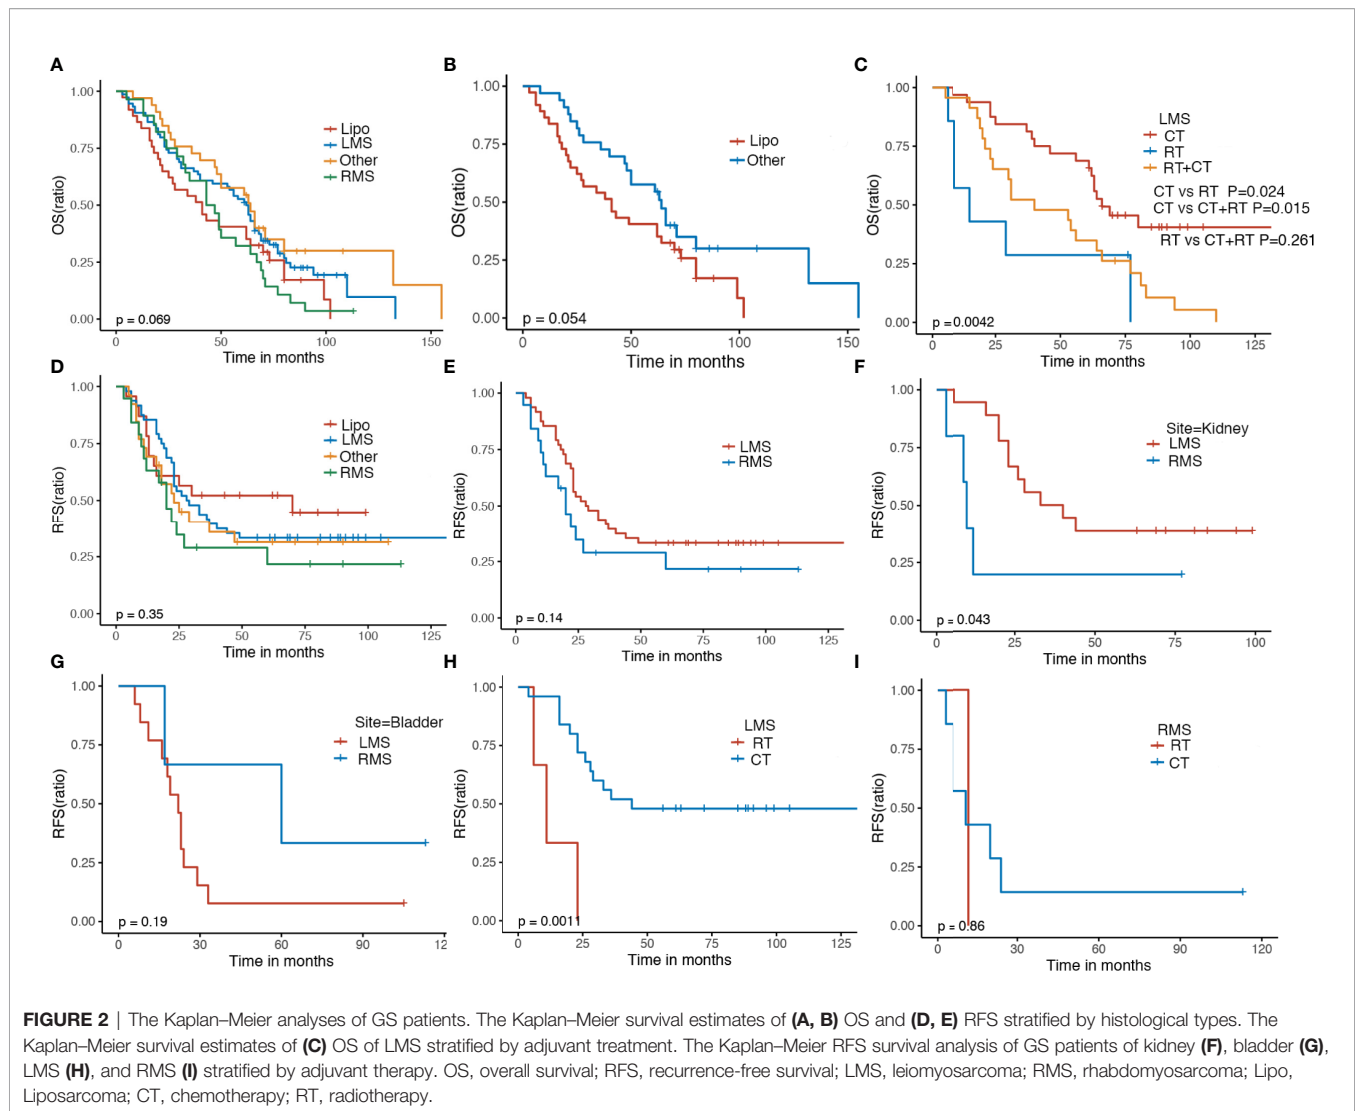 A
OS(ratio)
1.00
0.75
0.50
0.25
0.00
Lipo
LMS
Other
RMS
p = 0.069
0 50 100 150
Time in months
B
OS(ratio)
1.00
0.75
0.50
0.25
0.00
Lipo
Other
p = 0.054
0 50 100 150
Time in months
C
OS(ratio)
1.00
0.75
0.50
0.25
0.00
LMS
CT
RT
RT+CT
CT vs RT P=0.024
CT vs CT+RT P=0.015
RT vs CT+RT P=0.261
p =0.0042
0 25 50 75 100 125
Time in months
D
RFS(ratio)
1.00
0.75
0.50
0.25
0.00
Lipo
LMS
Other
RMS
p = 0.35
0 25 50 75 100 125
Time in months
E
RFS(ratio)
1.00
0.75
0.50
0.25
0.00
LMS
RMS
p = 0.14
0 25 50 75 100 125
Time in months
F
RFS(ratio)
1.00
0.75
0.50
0.25
0.00
Site=Kidney
LMS
RMS
p = 0.043
0 25 50 75 100
Time in months
G
RFS(ratio)
1.00
0.75
0.50
0.25
0.00
Site=Bladder
LMS
RMS
p = 0.19
0 30 60 90 12
Time in months
H
RFS(ratio)
1.00
0.75
0.50
0.25
0.00
LMS
RT
CT
p = 0.0011
0 25 50 75 100 125
Time in months
I
RFS(ratio)
1.00
0.75
0.50
0.25
0.00
RMS
RT
CT
p = 0.86
0 30 60 90 120
Time in months
FIGURE 2 | The Kaplan–Meier analyses of GS patients. The Kaplan–Meier survival estimates of (A, B) OS and (D, E) RFS stratified by histological types. The
Kaplan–Meier survival estimates of (C) OS of LMS stratified by adjuvant treatment. The Kaplan–Meier RFS survival analysis of GS patients of kidney (F), bladder (G),
LMS (H), and RMS (I) stratified by adjuvant therapy. OS, overall survival; RFS, recurrence-free survival; LMS, leiomyosarcoma; RMS, rhabdomyosarcoma; Lipo,
Liposarcoma; CT, chemotherapy; RT, radiotherapy.